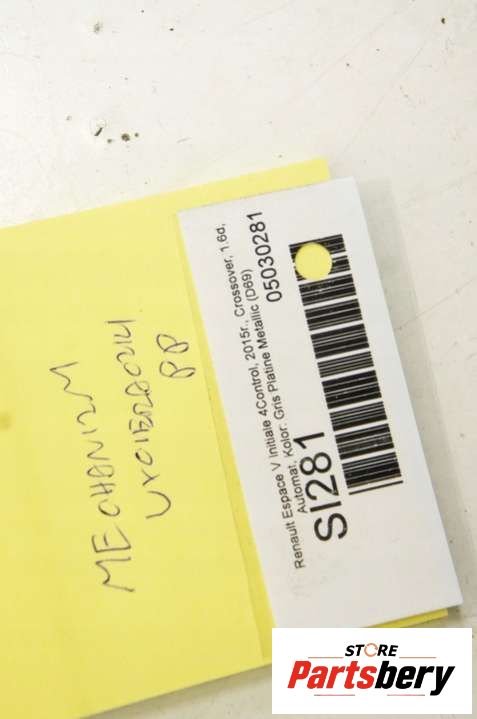 MECHANIZM
WYCIERACZKI
PP
Renault Espace V Initiale 4Control, 2015r., Crossover, 1.6d,
Automat, Kolor: Gris Platine Metallic (D69)
05030281
SI281
STORE
Partsbery